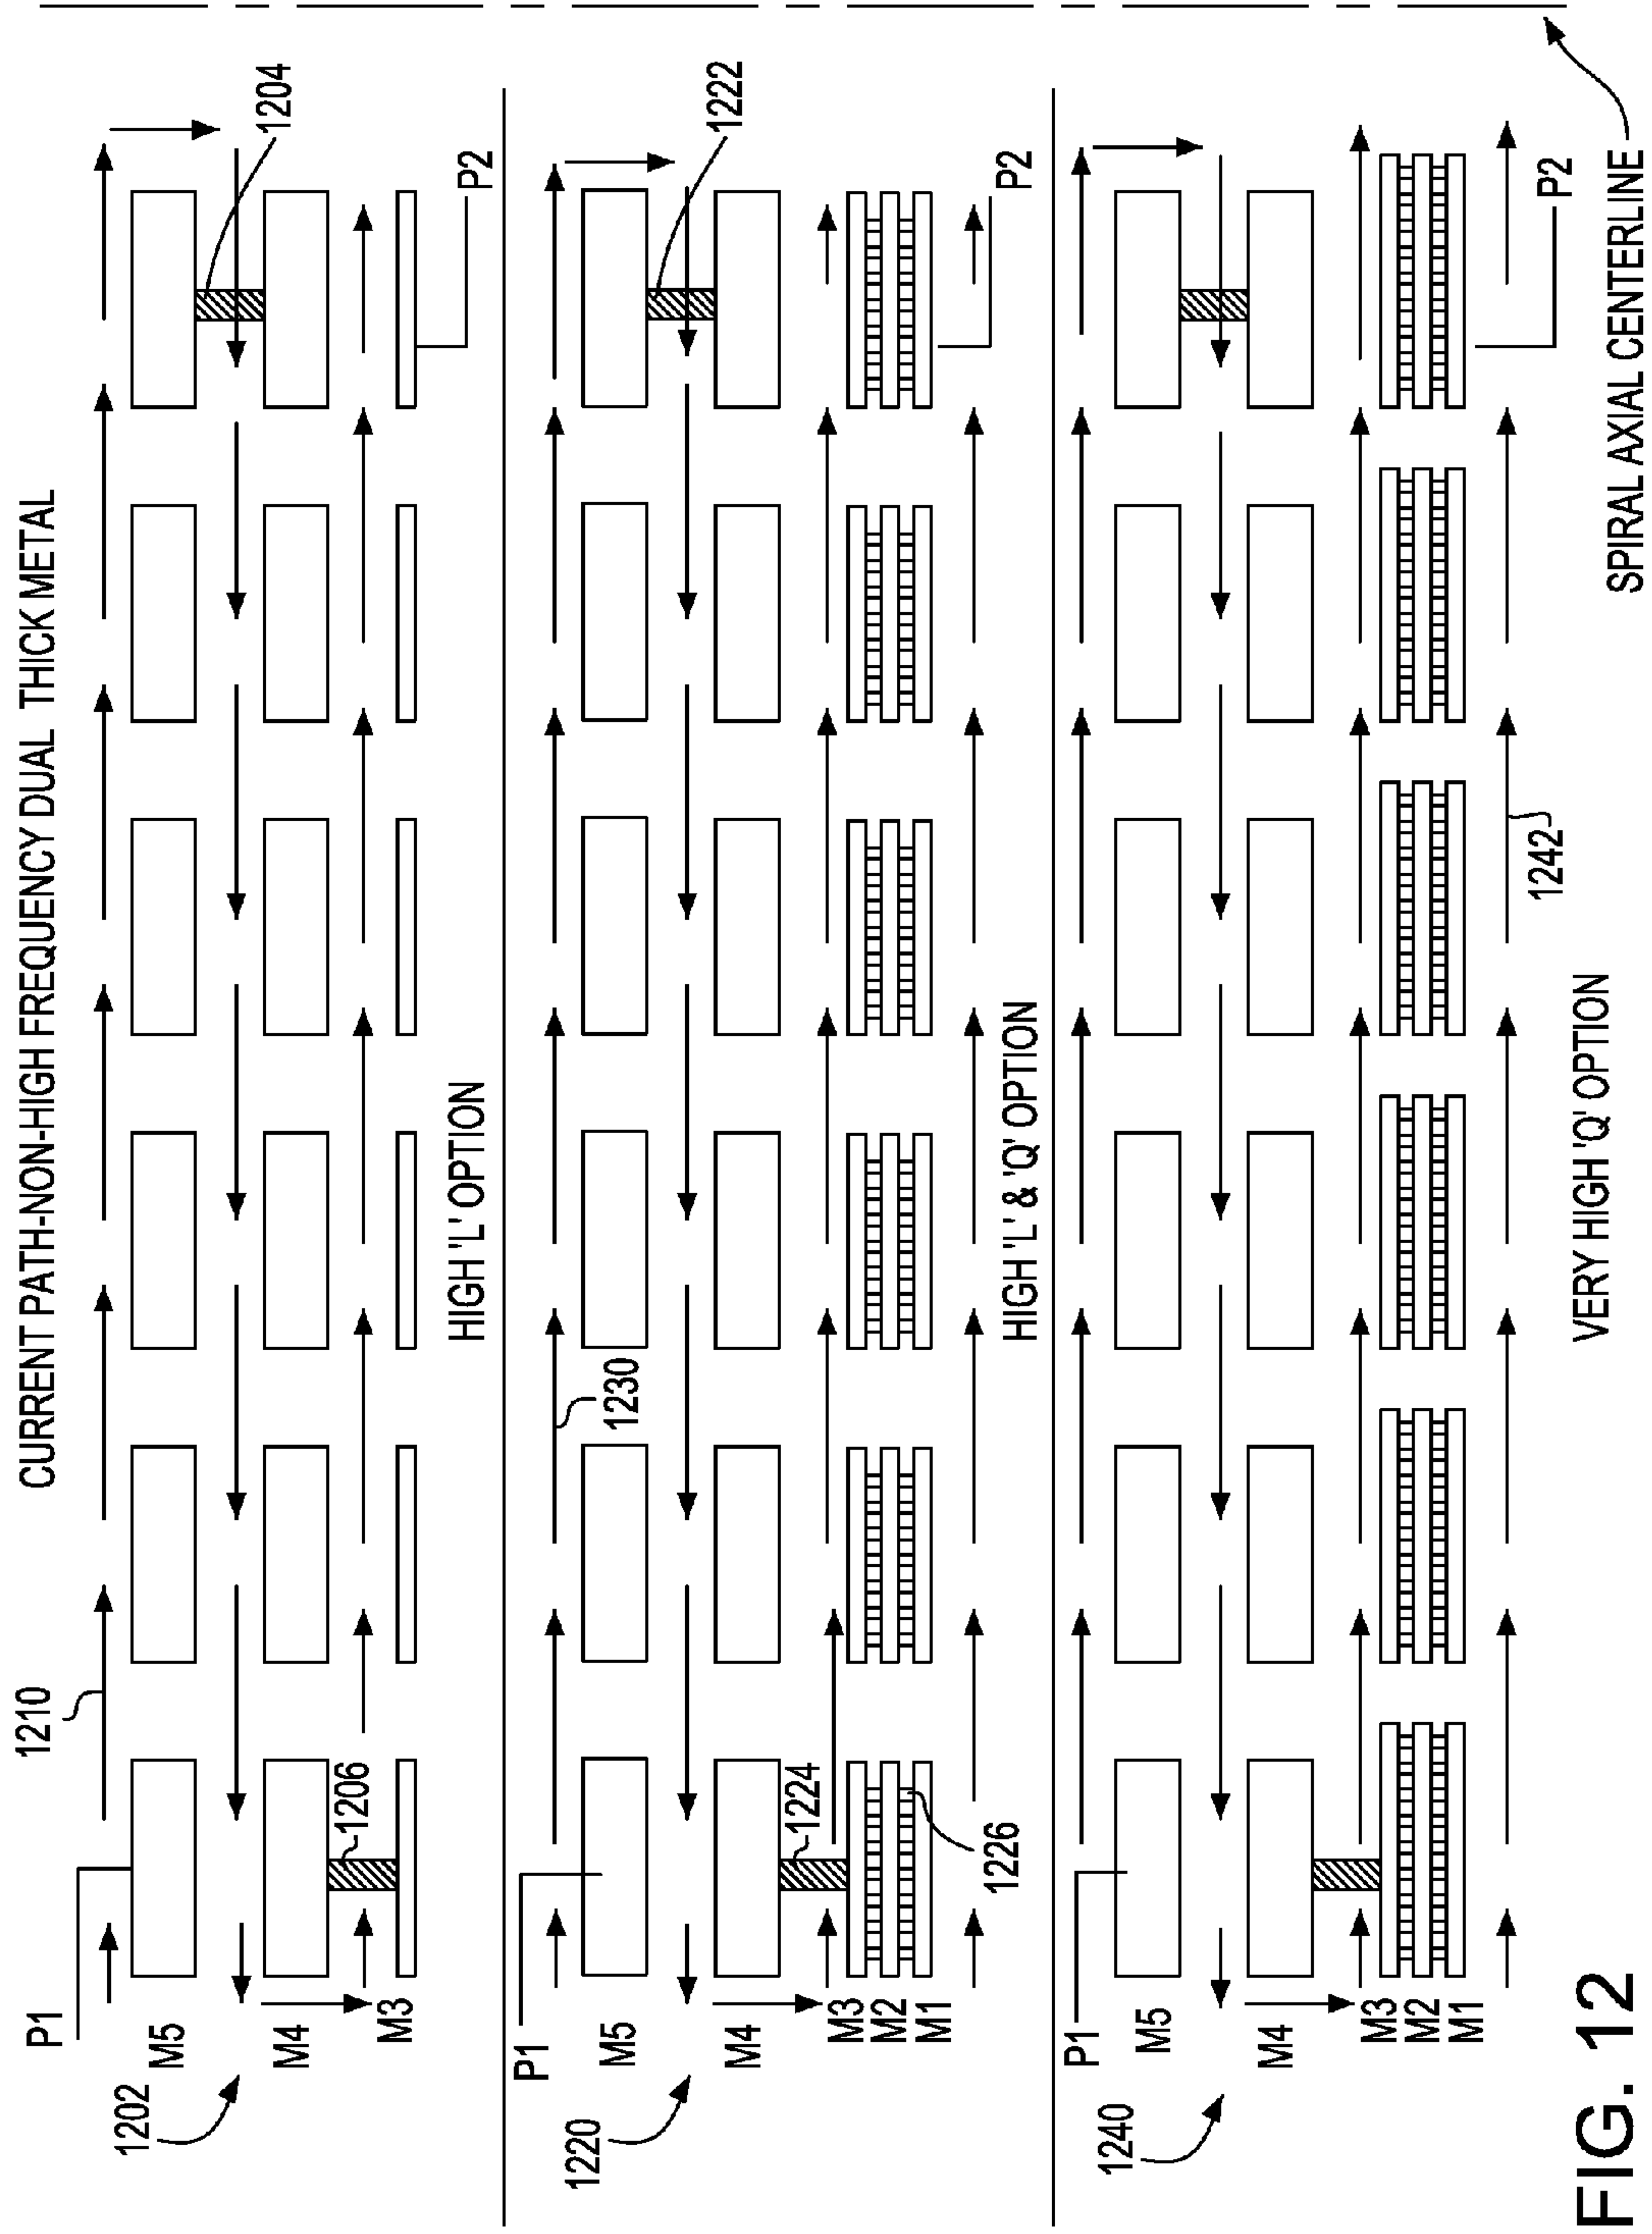 CURRENT PATH-NON-HIGH FREQUENCY DUAL THICK METAL
P1
1210
1204
M5
1202
M4
1206
M3
P2
HIGH 'L' OPTION
P1
1230
1222
M5
1220
M4
1224
M3
M2
M1
1226
P2
HIGH 'L' & 'Q' OPTION
P1
M5
1240
M4
M3
M2
M1
1242
P2
VERY HIGH 'Q' OPTION
SPIRAL AXIAL CENTERLINE
FIG. 12